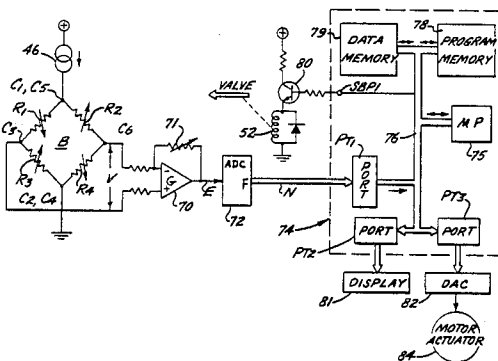 46
C1, C5
R1
R2
C3
B
C6
R3
R4
C2, C4
V
71
G
70
E
ADC
F
72
N
VALVE
52
80
SBP1
79
DATA
MEMORY
78
PROGRAM
MEMORY
76
MP
75
PT1
PORT
74
PT2
PORT
PT3
PORT
DISPLAY
81
DAC
82
MOTOR
ACTUATOR
84